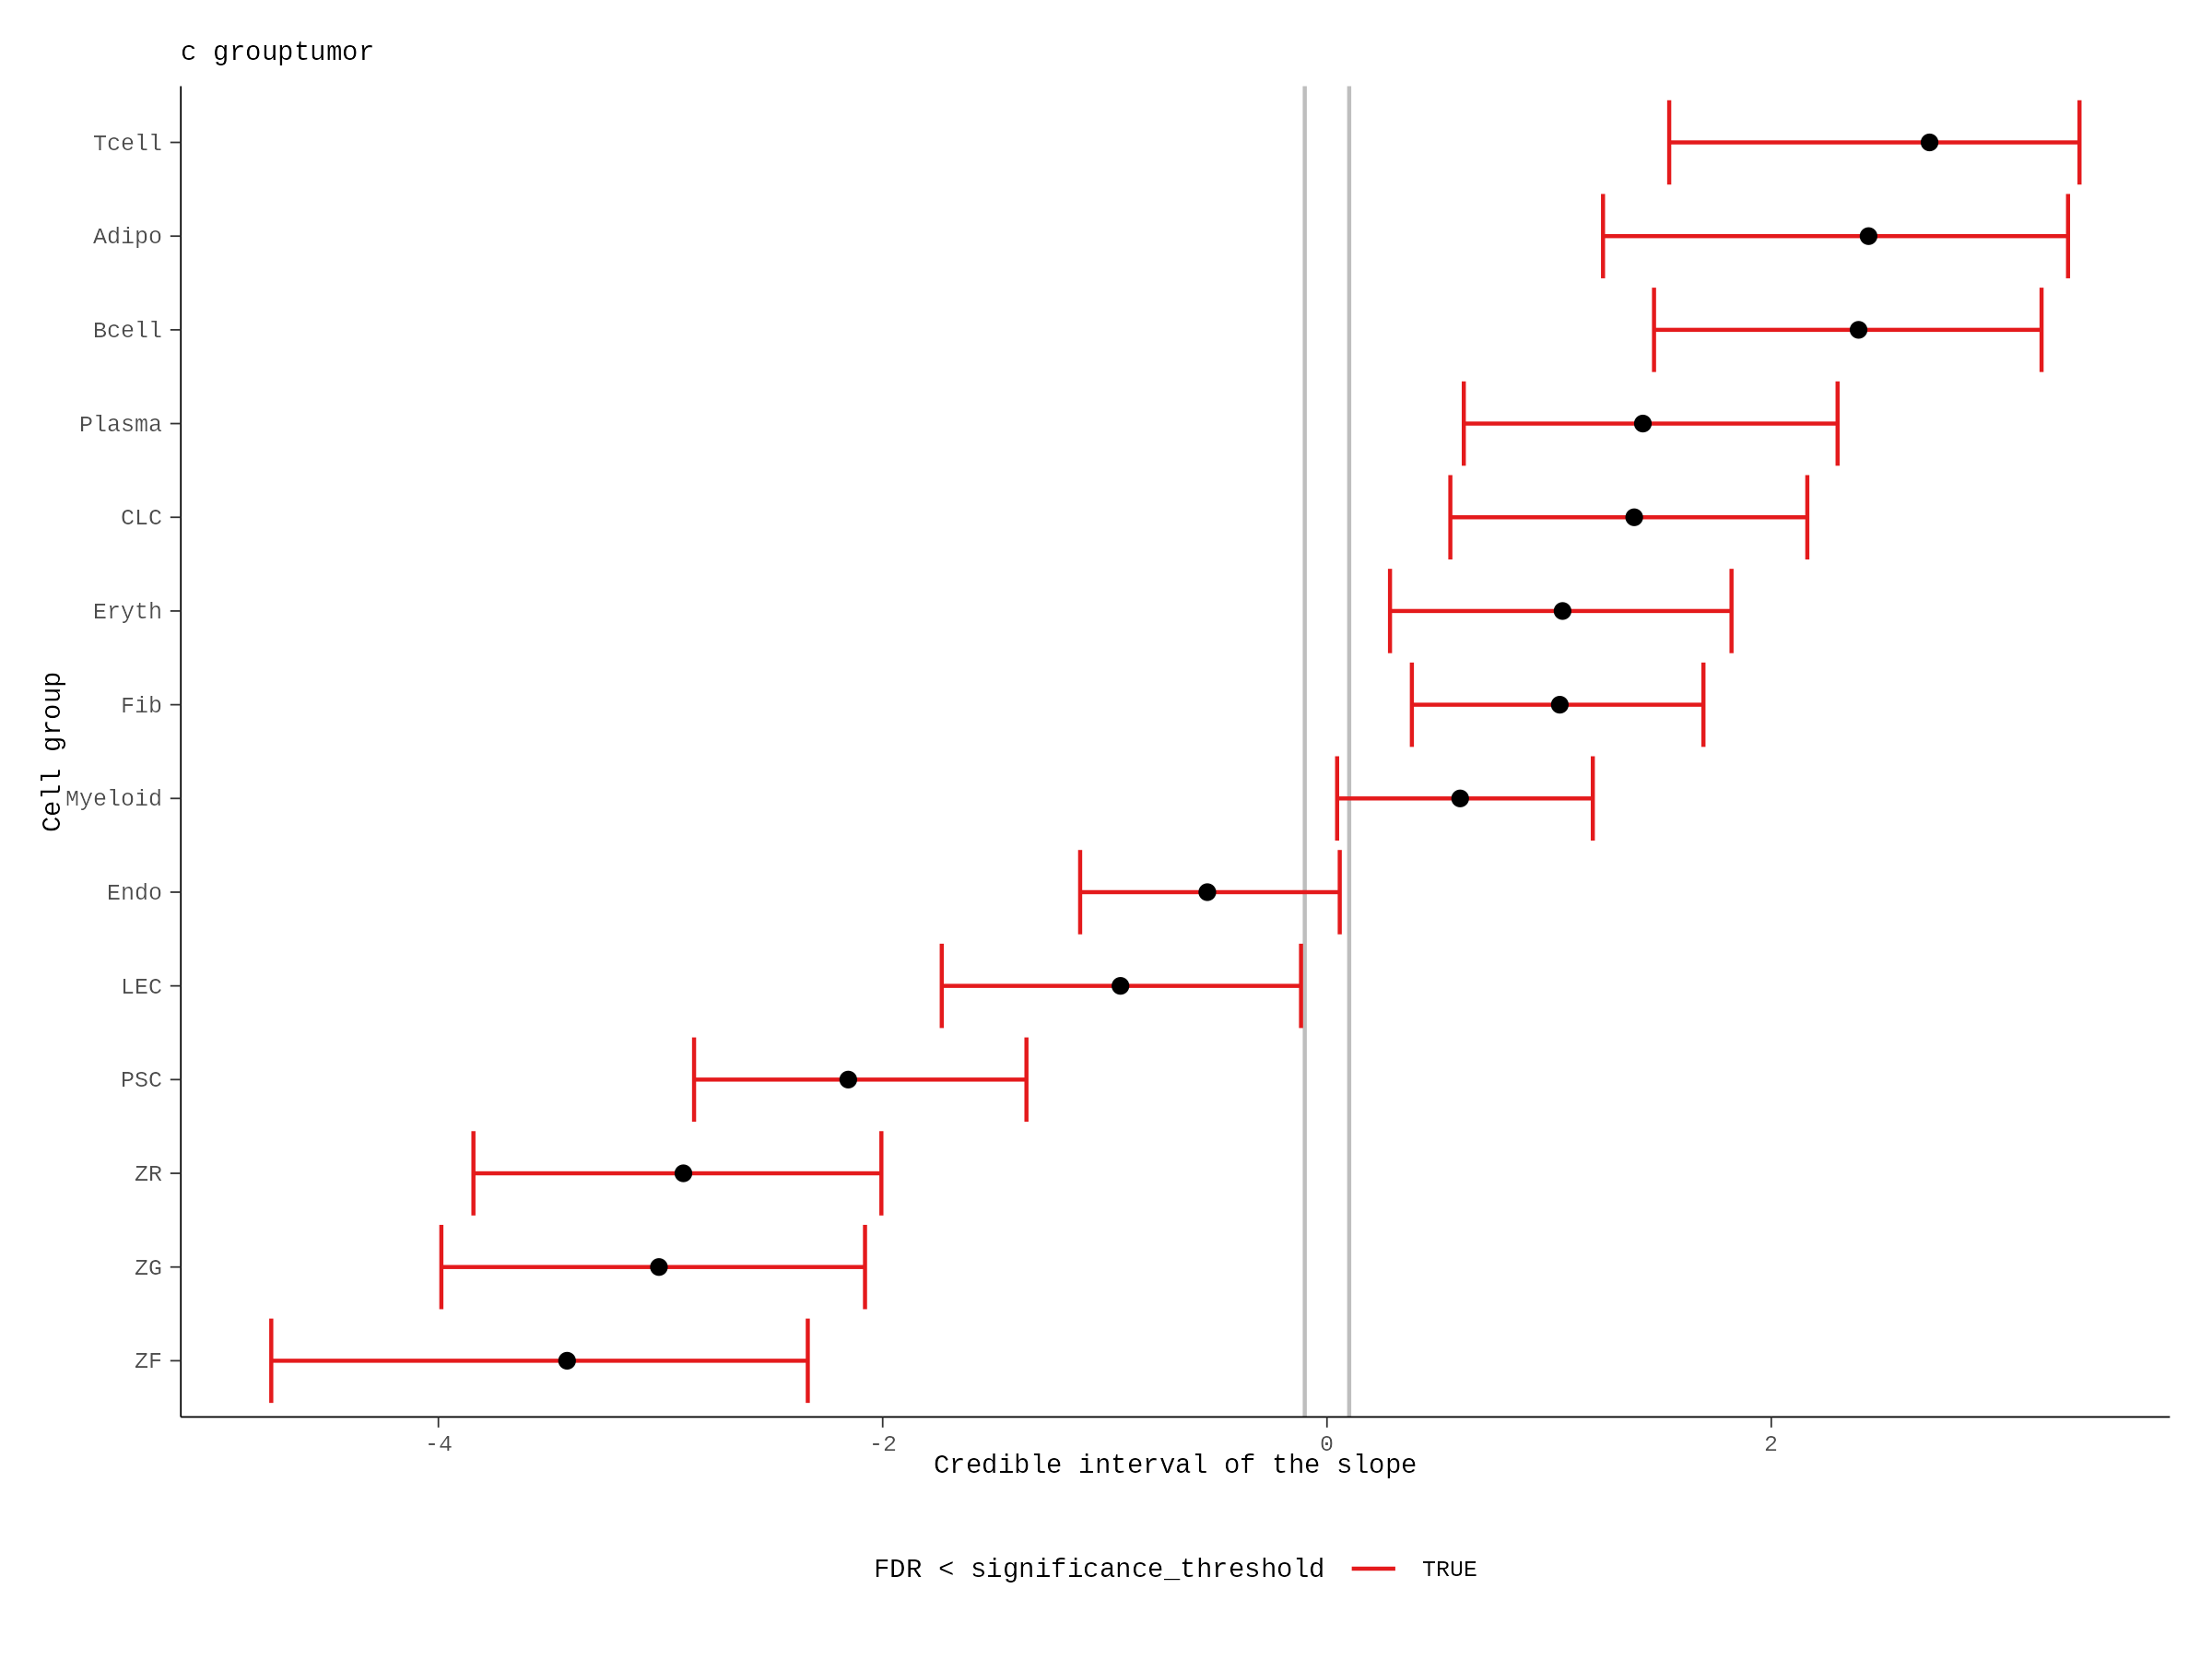 c grouptumor
Tcell
Adipo
Bcell
Plasma
CLC
Eryth
Fib
Myeloid
Endo
LEC
PSC
ZR
ZG
ZF
Cell group
-4 -2 0 2
Credible interval of the slope
FDR < significance_threshold TRUE